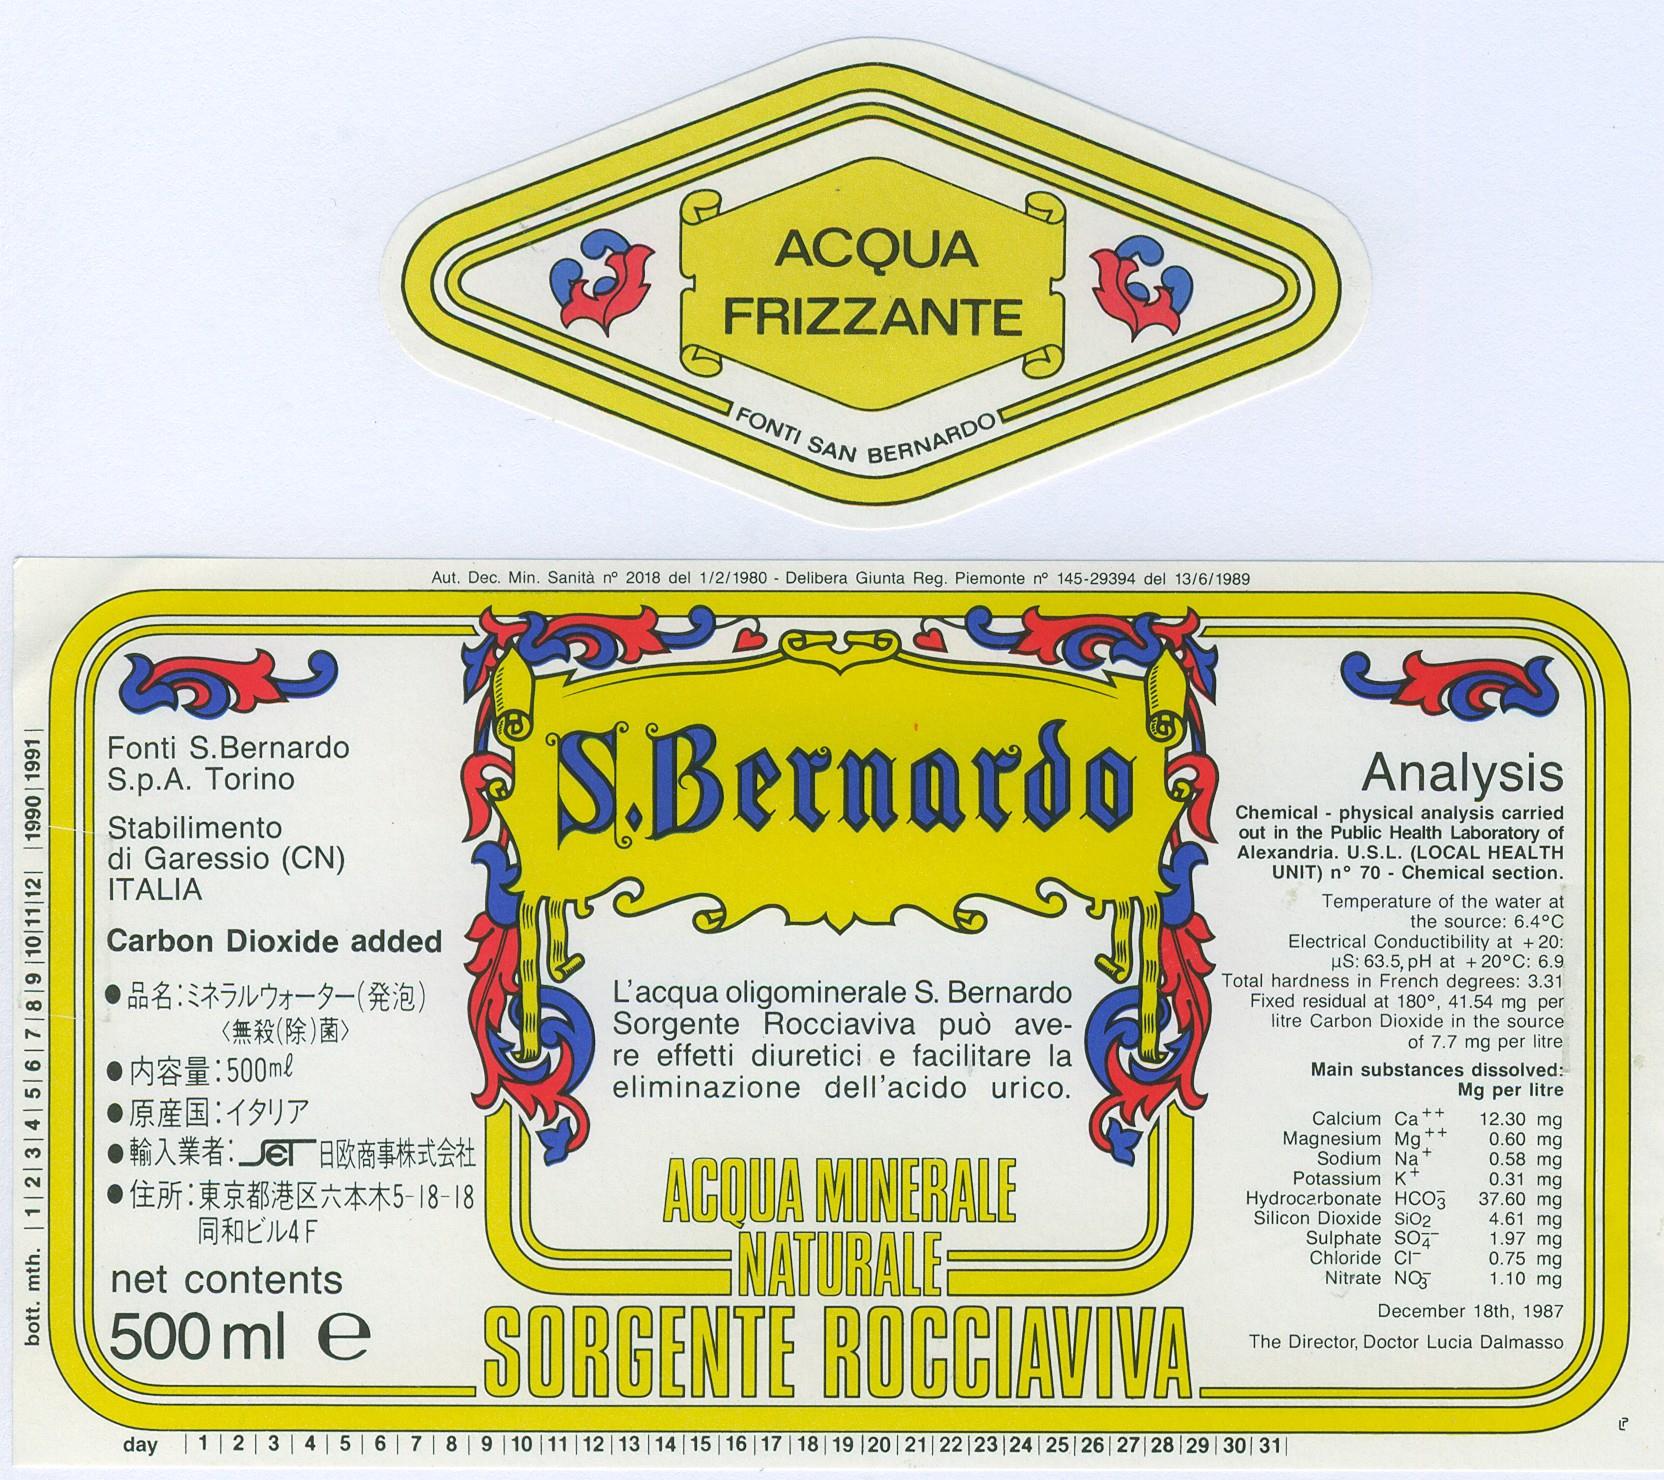 ACQUA
FRIZZANTE
FONTI SAN BERNARDO
Aut. Dec. Min. Sanità nº 2018 del 1/2/1980 - Delibera Giunta Reg. Piemonte nº 145-29394 del 13/6/1989
bott. mth. |1|2|3|4|5|6|7|8|9|10|11|12| |1990|1991|
Fonti S.Bernardo
S.p.A. Torino
Stabilimento
di Garessio (CN)
ITALIA
Carbon Dioxide added
●品名:ミネラルウォーター(発泡)
〈無殺(除)菌〉
●内容量:500mℓ
●原産国:イタリア
●輸入業者:JET日欧商事株式会社
●住所:東京都港区六本木5-18-18
同和ビル4F
net contents
500 ml ℮
S.Bernardo
L'acqua oligominerale S. Bernardo
Sorgente Rocciaviva può ave-
re effetti diuretici e facilitare la
eliminazione dell'acido urico.
ACQUA MINERALE
NATURALE
SORGENTE ROCCIAVIVA
Analysis
Chemical - physical analysis carried
out in the Public Health Laboratory of
Alexandria. U.S.L. (LOCAL HEALTH
UNIT) n° 70 - Chemical section.
Temperature of the water at
the source: 6.4°C
Electrical Conductibility at +20:
µS: 63.5, pH at +20°C: 6.9
Total hardness in French degrees: 3.31
Fixed residual at 180°, 41.54 mg per
litre Carbon Dioxide in the source
of 7.7 mg per litre
Main substances dissolved:
Mg per litre
Calcium Ca++ 12.30 mg
Magnesium Mg++ 0.60 mg
Sodium Na+ 0.58 mg
Potassium K+ 0.31 mg
Hydrocarbonate HCO3- 37.60 mg
Silicon Dioxide SiO2 4.61 mg
Sulphate SO4-- 1.97 mg
Chloride Cl- 0.75 mg
Nitrate NO3- 1.10 mg
December 18th, 1987
The Director, Doctor Lucia Dalmasso
day |1|2|3|4|5|6|7|8|9|10|11|12|13|14|15|16|17|18|19|20|21|22|23|24|25|26|27|28|29|30|31|